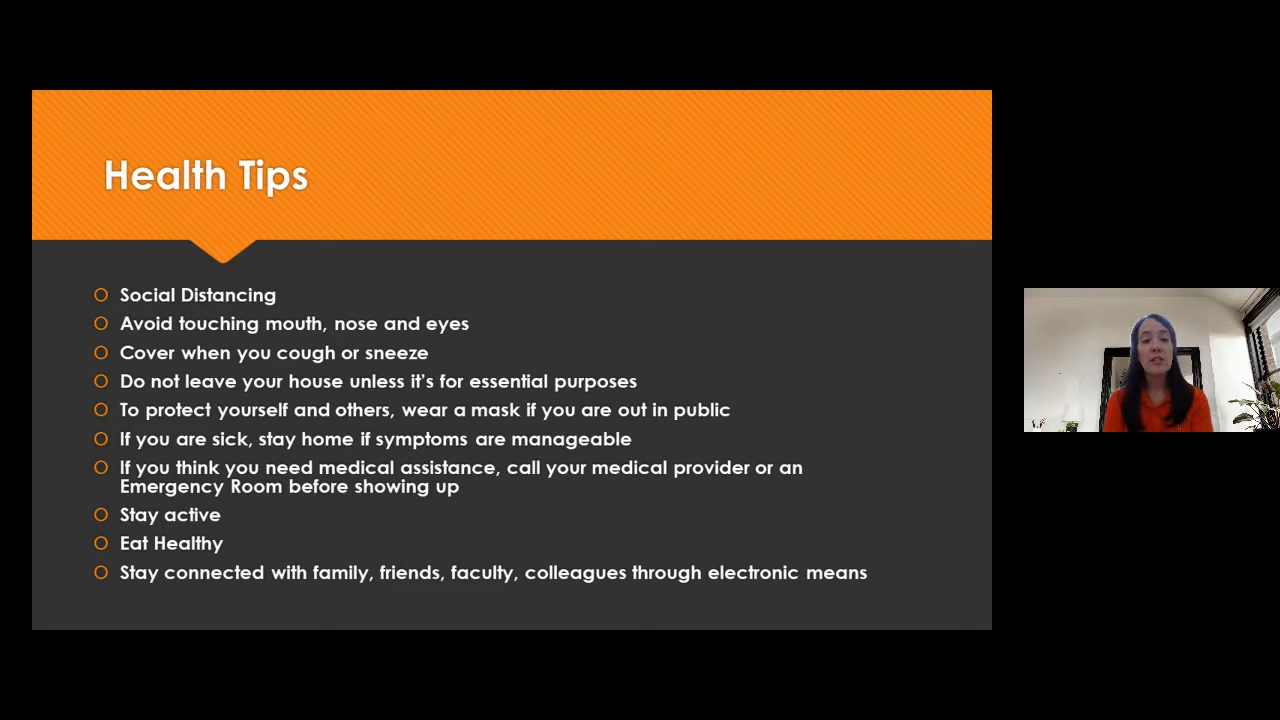 Health Tips
Social Distancing
Avoid touching mouth, nose and eyes
Cover when you cough or sneeze
Do not leave your house unless it's for essential purposes
To protect yourself and others, wear a mask if you are out in public
If you are sick, stay home if symptoms are manageable
If you think you need medical assistance, call your medical provider or an
Emergency Room before showing up
Stay active
Eat Healthy
Stay connected with family, friends, faculty, colleagues through electronic means